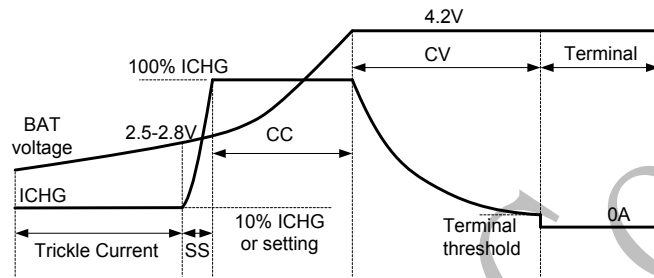 4.2V
CV
Terminal
100% ICHG
BAT
voltage
2.5-2.8V
CC
ICHG
10% ICHG
or setting
Terminal
threshold
0A
Trickle Current
SS